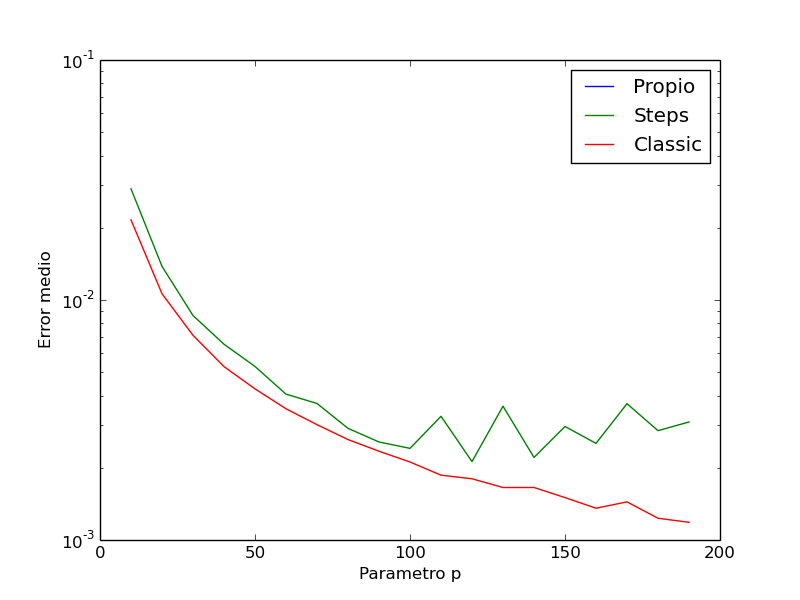 10^-1
10^-2
10^-3
Error medio
Propio
Steps
Classic
0 50 100 150 200
Parametro p